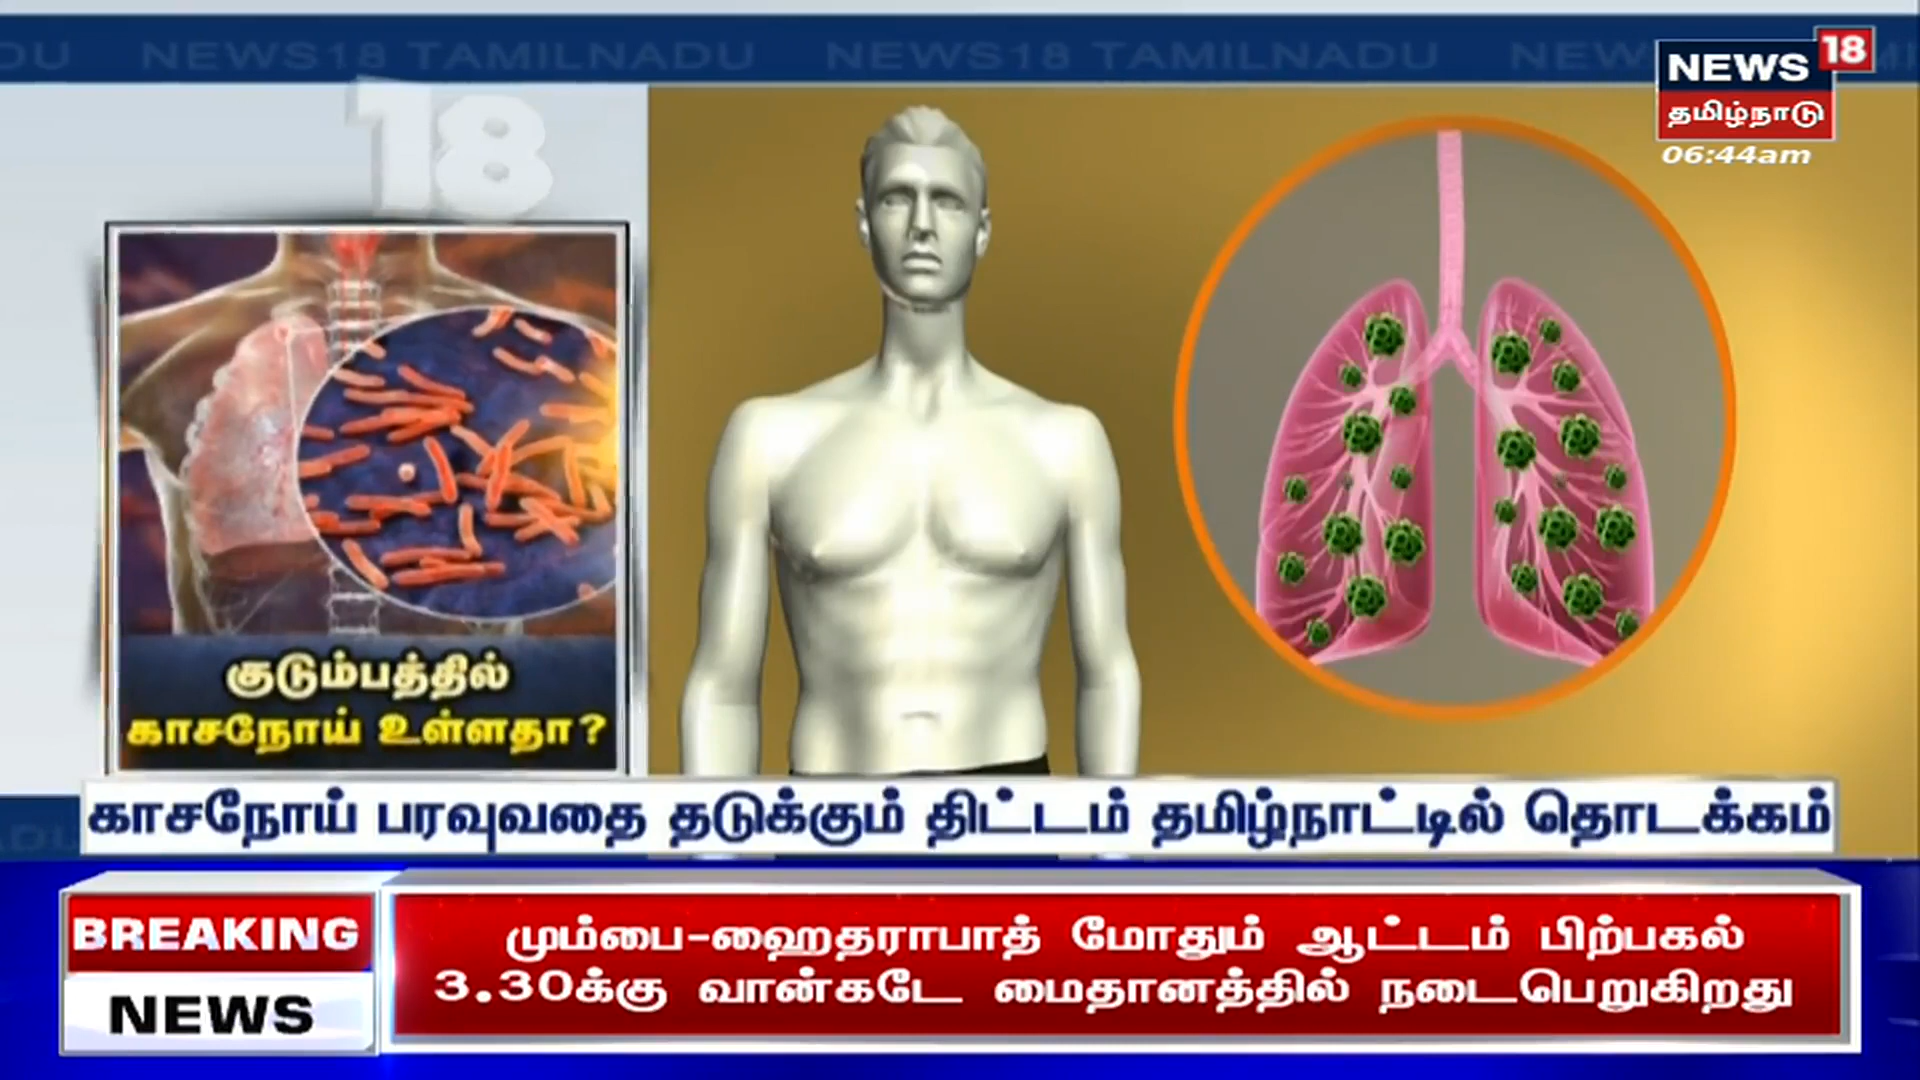 NEWS18 TAMILNADU
NEWS18 TAMILNADU
NEWS 18
தமிழ்நாடு
06:44am
18
குடும்பத்தில்
காசநோய் உள்ளதா?
காசநோய் பரவுவதை தடுக்கும் திட்டம் தமிழ்நாட்டில் தொடக்கம்
BREAKING
NEWS
மும்பை-ஹைதராபாத் மோதும் ஆட்டம் பிற்பகல்
3.30க்கு வான்கடே மைதானத்தில் நடைபெறுகிறது